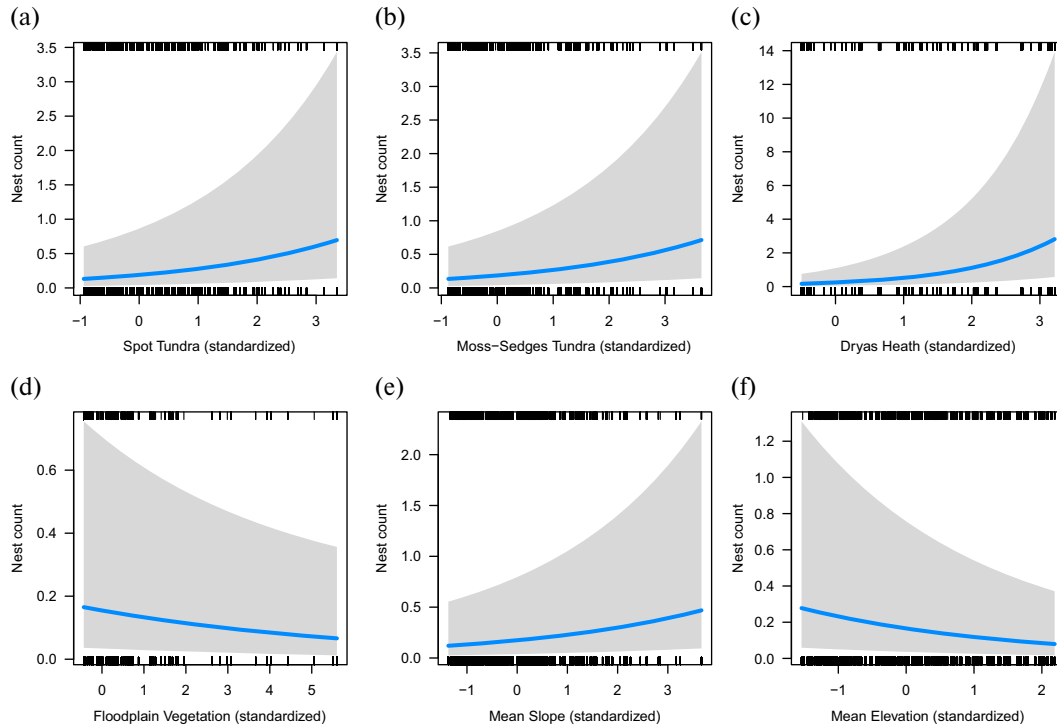 (a)
3.5
3.0
2.5
2.0
1.5
1.0
0.5
0.0
Nest count
−1 0 1 2 3
Spot Tundra (standardized)
(b)
3.5
3.0
2.5
2.0
1.5
1.0
0.5
0.0
Nest count
−1 0 1 2 3
Moss−Sedges Tundra (standardized)
(c)
14
12
10
8
6
4
2
0
Nest count
0 1 2 3
Dryas Heath (standardized)
(d)
0.6
0.4
0.2
0.0
Nest count
0 1 2 3 4 5
Floodplain Vegetation (standardized)
(e)
2.0
1.5
1.0
0.5
0.0
Nest count
−1 0 1 2 3
Mean Slope (standardized)
(f)
1.2
1.0
0.8
0.6
0.4
0.2
0.0
Nest count
−1 0 1 2
Mean Elevation (standardized)